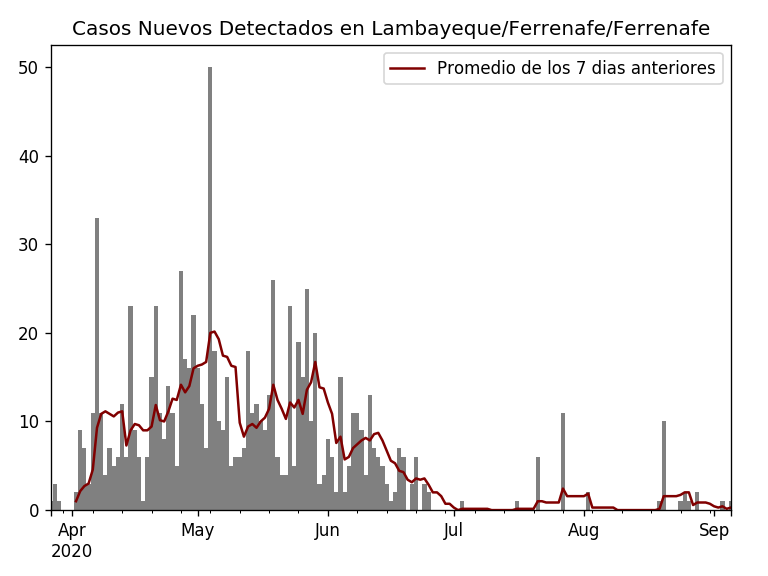 Casos Nuevos Detectados en Lambayeque/Ferrenafe/Ferrenafe
Promedio de los 7 dias anteriores
50
40
30
20
10
0
Apr May Jun Jul Aug Sep
2020